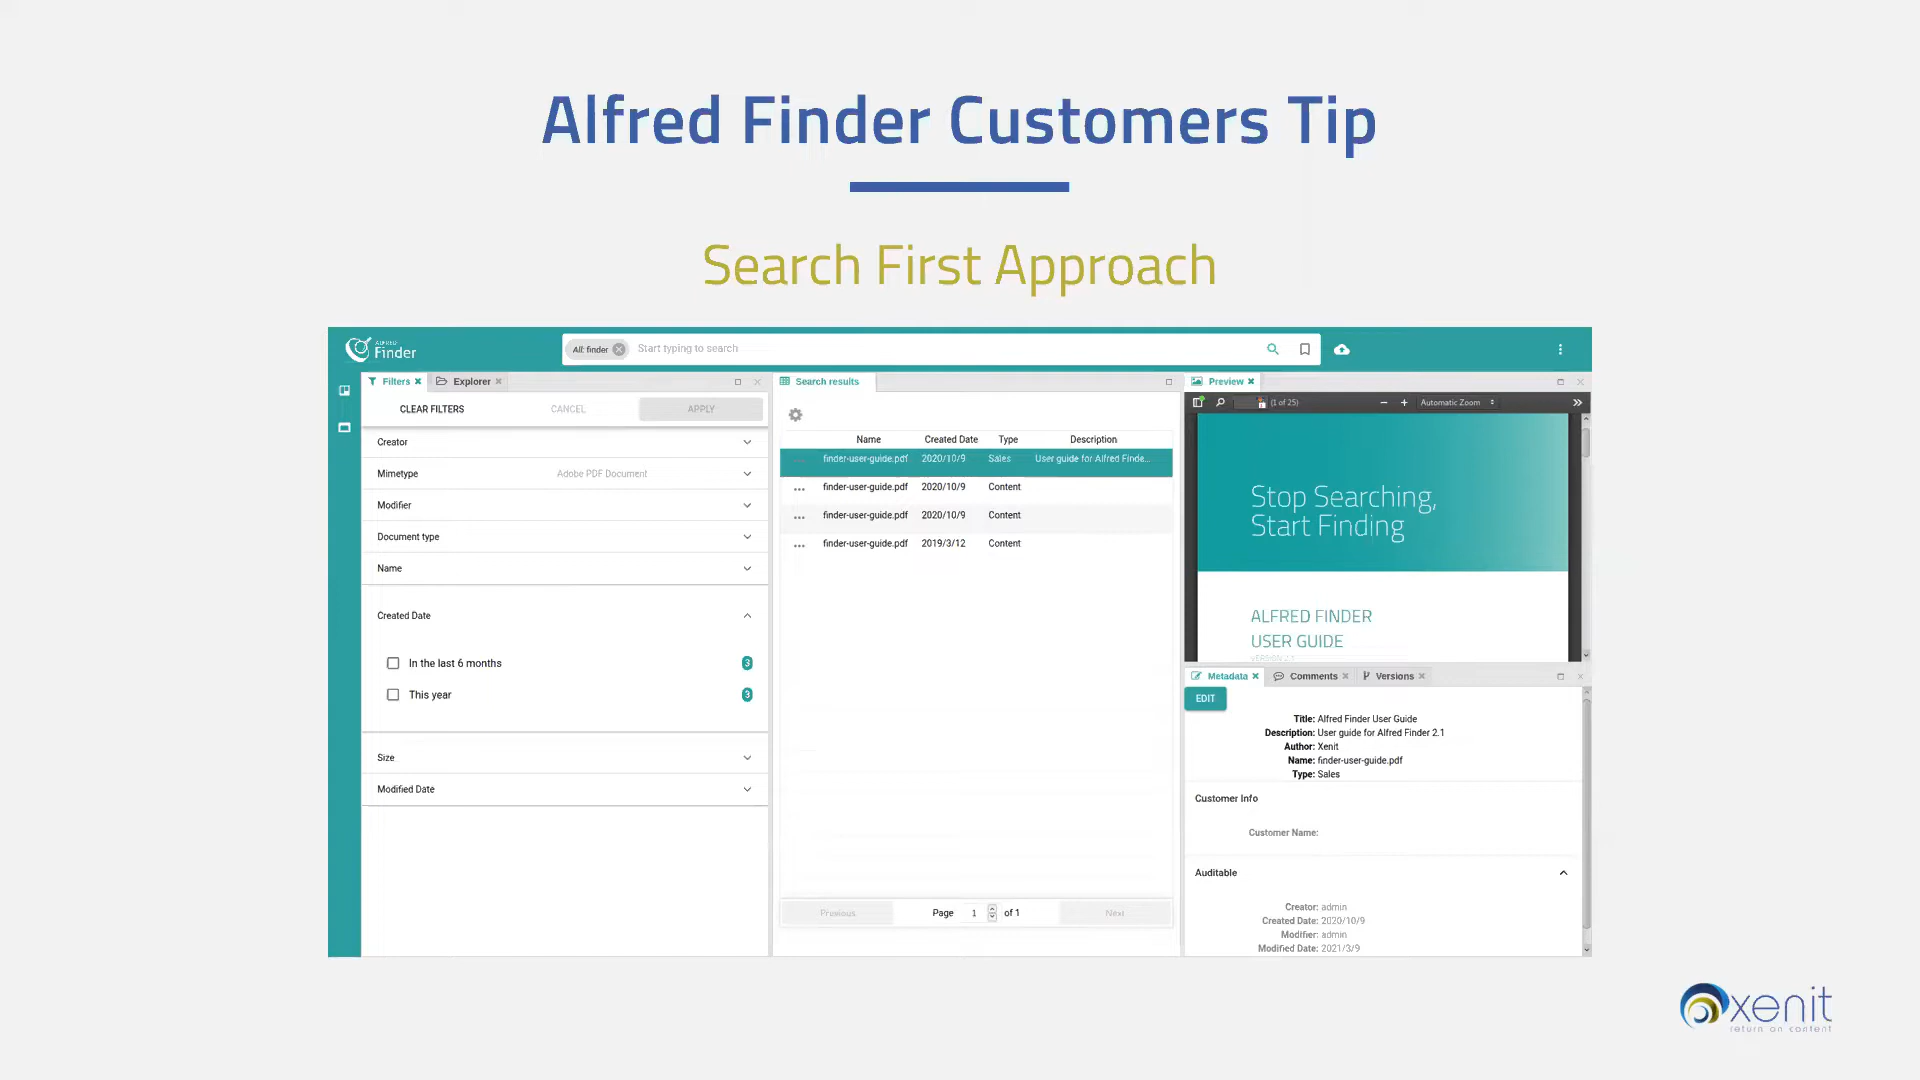 Alfred Finder Customers Tip
Search First Approach
ALFRED
Finder
All: finder
Start typing to search
Filters
Explorer
Search results
Preview
CLEAR FILTERS
CANCEL
APPLY
(1 of 25)
Automatic Zoom
Creator
Mimetype
Adobe PDF Document
Modifier
Document type
Name
Created Date
In the last 6 months
3
This year
3
Size
Modified Date
Name Created Date Type Description
finder-user-guide.pdf 2020/10/9 Sales User guide for Alfred Finde...
... finder-user-guide.pdf 2020/10/9 Content
... finder-user-guide.pdf 2020/10/9 Content
... finder-user-guide.pdf 2019/3/12 Content
Previous
Page 1 of 1
Next
Stop Searching,
Start Finding
ALFRED FINDER
USER GUIDE
VERSION 2.1
Metadata
Comments
Versions
EDIT
Title: Alfred Finder User Guide
Description: User guide for Alfred Finder 2.1
Author: Xenit
Name: finder-user-guide.pdf
Type: Sales
Customer Info
Customer Name:
Auditable
Creator: admin
Created Date: 2020/10/9
Modifier: admin
Modified Date: 2021/3/9
xenit
return on content